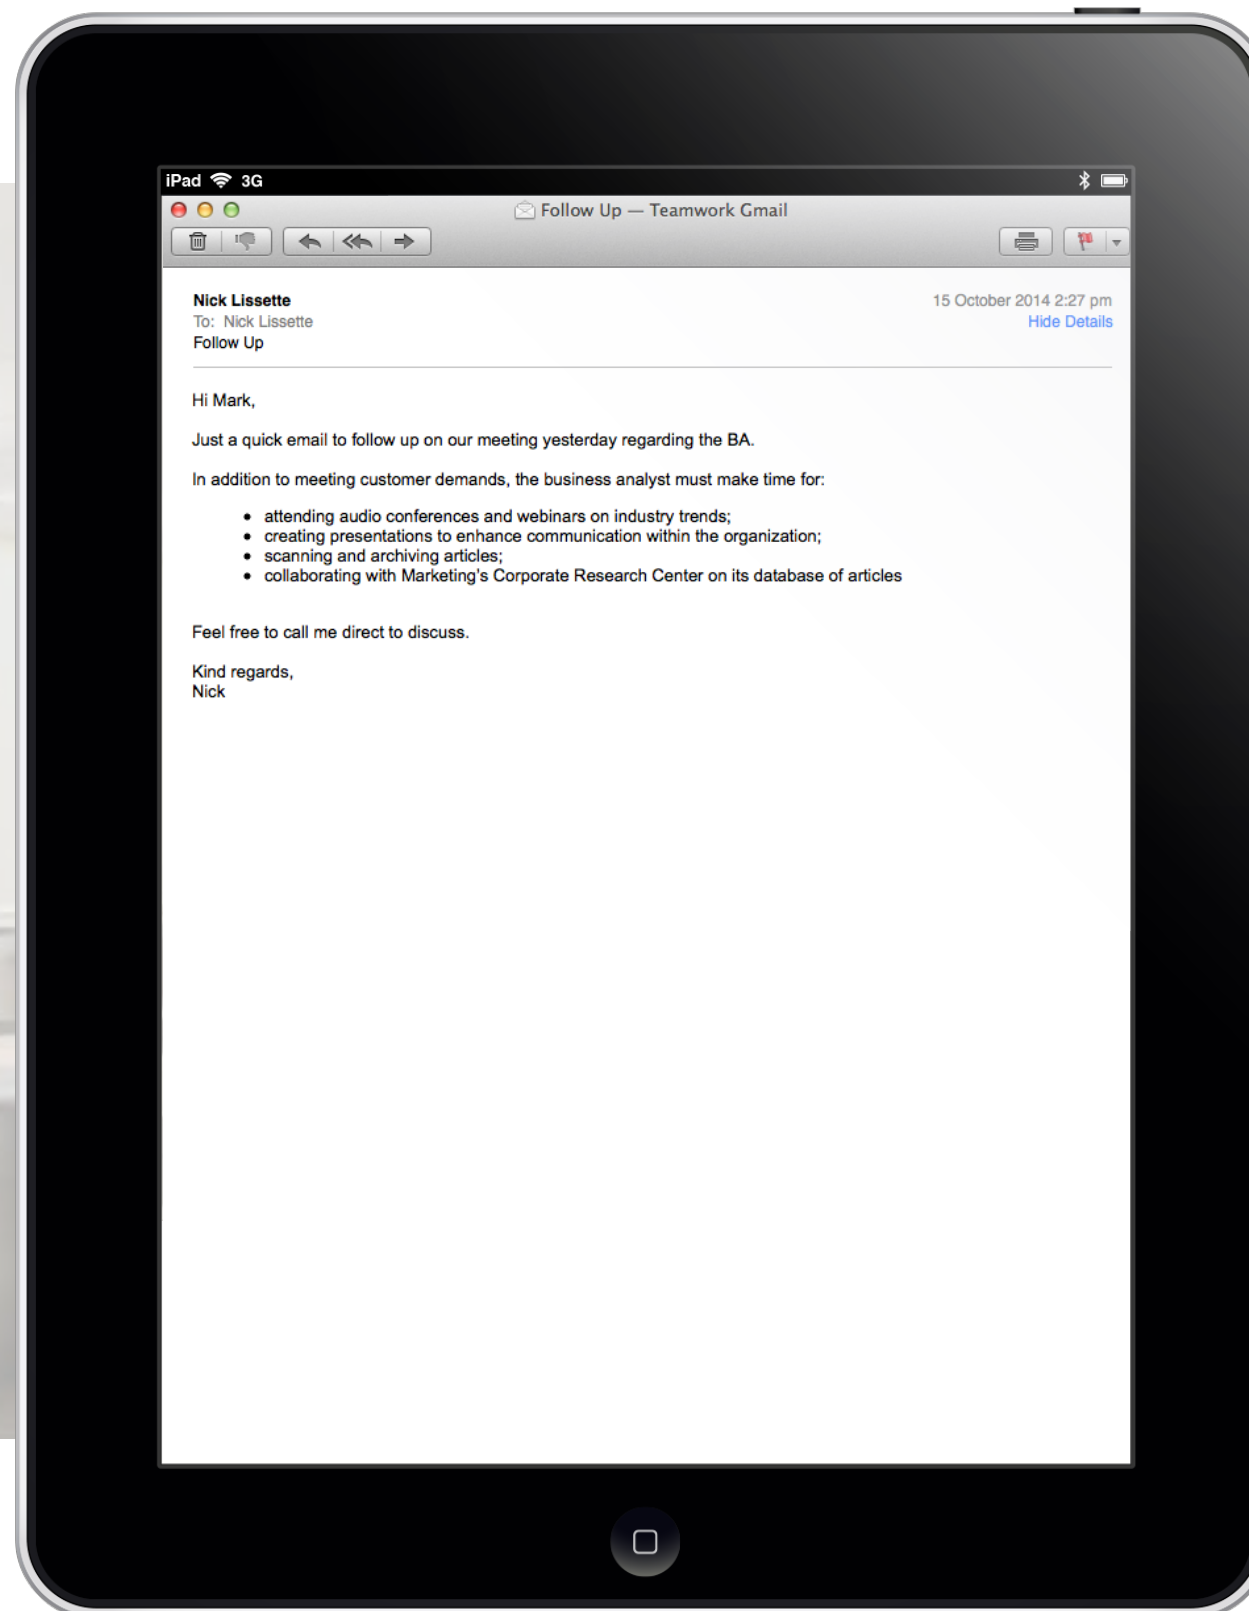 iPad 3G
Follow Up — Teamwork Gmail
Nick Lissette 15 October 2014 2:27 pm
To: Nick Lissette Hide Details
Follow Up
Hi Mark,
Just a quick email to follow up on our meeting yesterday regarding the BA.
In addition to meeting customer demands, the business analyst must make time for:
• attending audio conferences and webinars on industry trends;
• creating presentations to enhance communication within the organization;
• scanning and archiving articles;
• collaborating with Marketing's Corporate Research Center on its database of articles
Feel free to call me direct to discuss.
Kind regards,
Nick